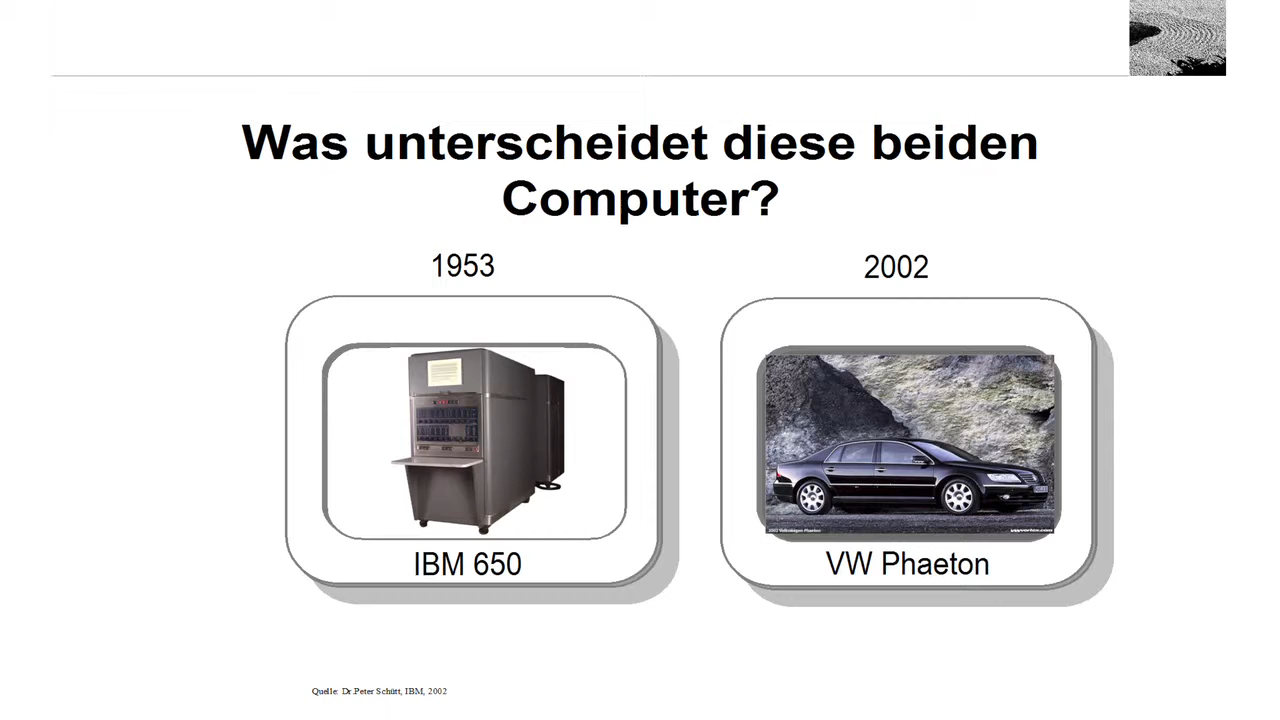 Was unterscheidet diese beiden
Computer?
1953
2002
IBM 650
VW Phaeton
Quelle: Dr.Peter Schütt, IBM, 2002